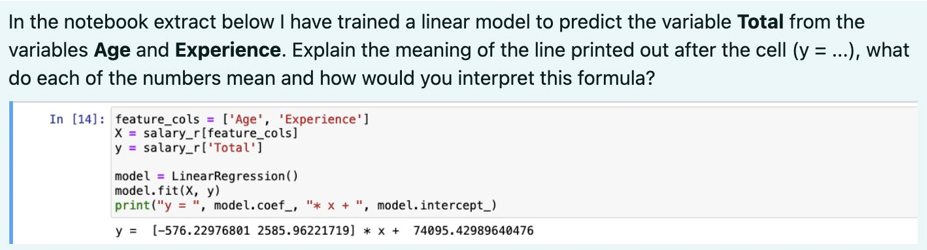 In the notebook extract below I have trained a linear model to predict the variable Total from the
variables Age and Experience. Explain the meaning of the line printed out after the cell (y = ...), what
do each of the numbers mean and how would you interpret this formula?
In [14]: feature_cols = ['Age', 'Experience']
X = salary_r[feature_cols]
y = salary_r['Total']
model = LinearRegression()
model.fit(X, y)
print("y = ", model.coef_, "* x + ", model.intercept_)
y =  [-576.22976801 2585.96221719] * x +  74095.42989640476